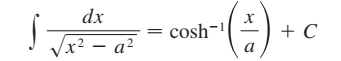 ∫ dx / √(x² − a²) = cosh⁻¹(x/a) + C